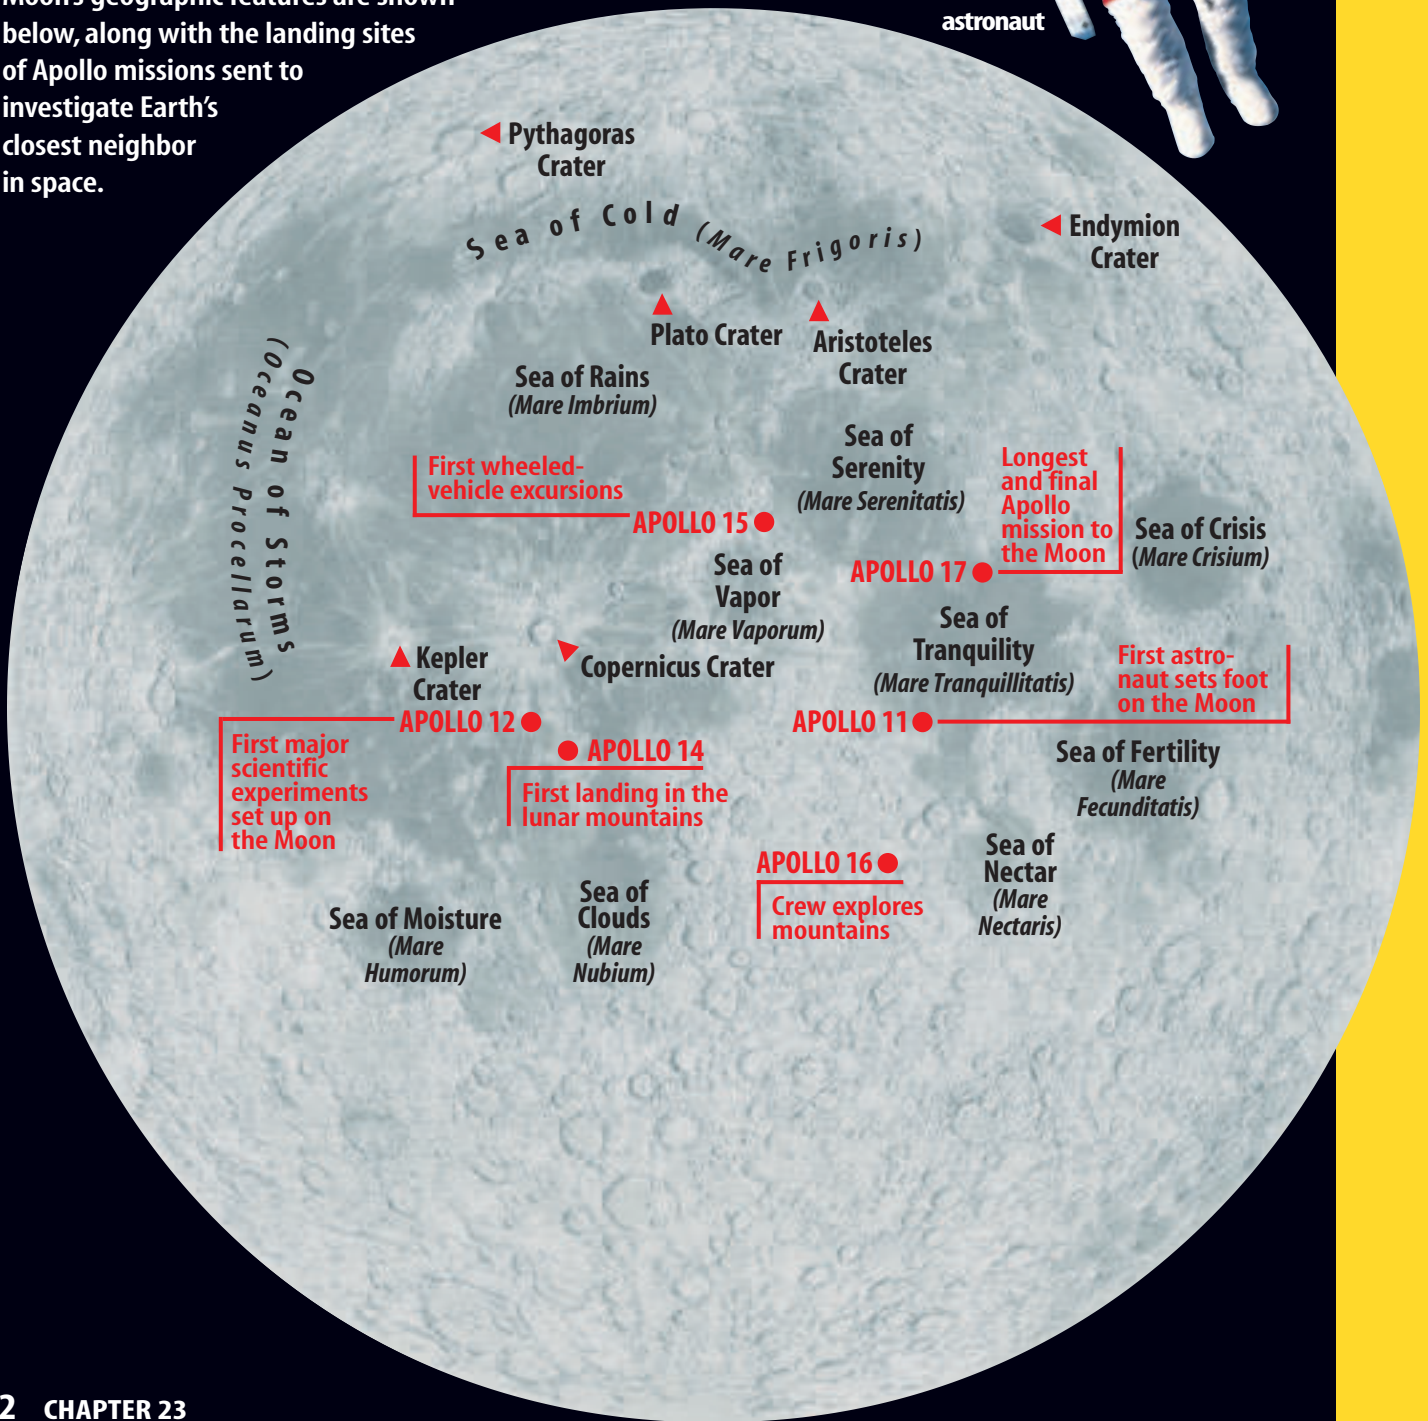 Moon's geographic features are shown
below, along with the landing sites
of Apollo missions sent to
investigate Earth's
closest neighbor
in space.
astronaut
Pythagoras
Crater
Sea of Cold (Mare Frigoris)
Endymion
Crater
Plato Crater
Aristoteles
Crater
Sea of Rains
(Mare Imbrium)
Ocean of Storms
(Oceanus Procellarum)
Sea of
Serenity
(Mare Serenitatis)
First wheeled-
vehicle excursions
APOLLO 15
Longest
and final
Apollo
mission to
the Moon
APOLLO 17
Sea of Crisis
(Mare Crisium)
Sea of
Vapor
(Mare Vaporum)
Sea of
Tranquility
(Mare Tranquillitatis)
Kepler
Crater
Copernicus Crater
First astro-
naut sets foot
on the Moon
APOLLO 12
APOLLO 11
First major
scientific
experiments
set up on
the Moon
APOLLO 14
First landing in the
lunar mountains
Sea of Fertility
(Mare
Fecunditatis)
APOLLO 16
Crew explores
mountains
Sea of
Nectar
(Mare
Nectaris)
Sea of Moisture
(Mare
Humorum)
Sea of
Clouds
(Mare
Nubium)
2 CHAPTER 23